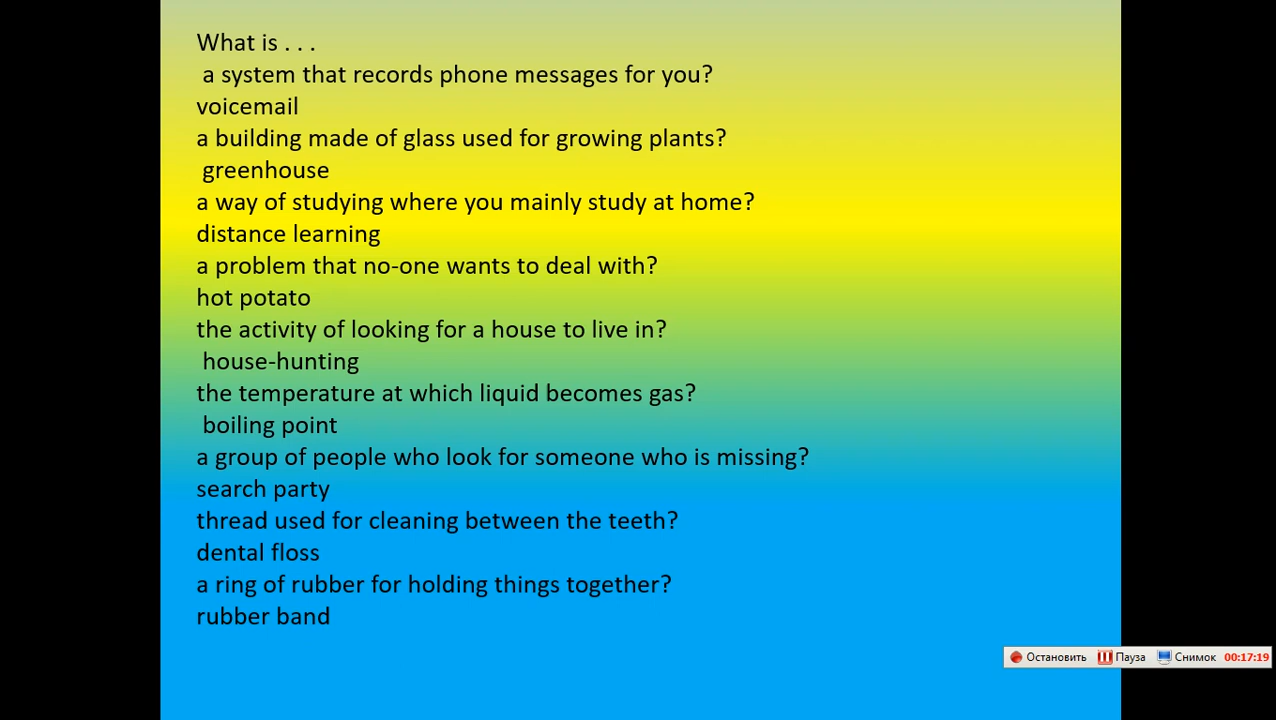 What is . . .
a system that records phone messages for you?
voicemail
a building made of glass used for growing plants?
greenhouse
a way of studying where you mainly study at home?
distance learning
a problem that no-one wants to deal with?
hot potato
the activity of looking for a house to live in?
house-hunting
the temperature at which liquid becomes gas?
boiling point
a group of people who look for someone who is missing?
search party
thread used for cleaning between the teeth?
dental floss
a ring of rubber for holding things together?
rubber band
Остановить Пауза Снимок 00:17:19